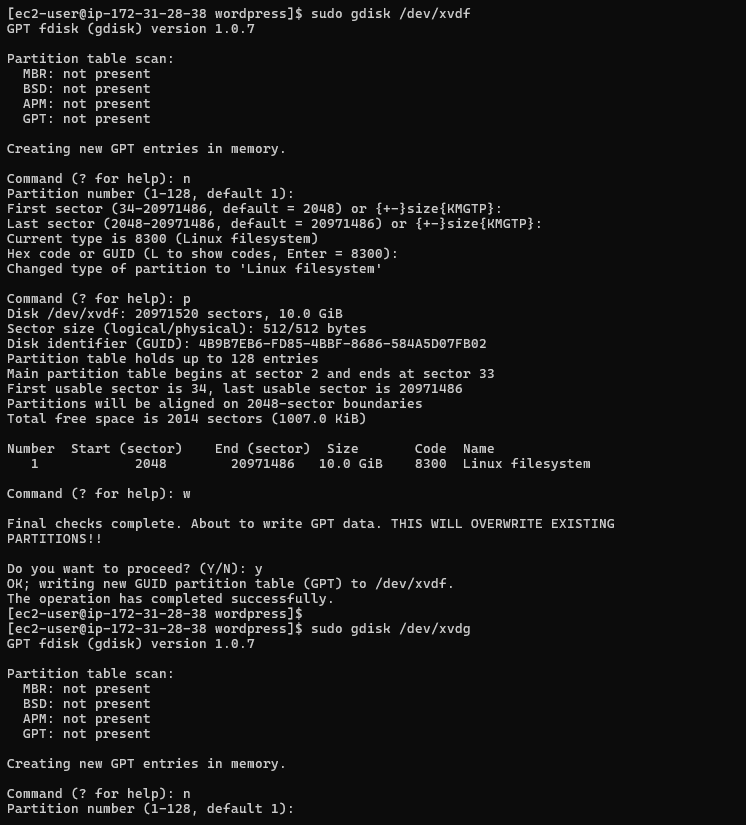 [ec2-user@ip-172-31-28-38 wordpress]$ sudo gdisk /dev/xvdf
GPT fdisk (gdisk) version 1.0.7
Partition table scan:
  MBR: not present
  BSD: not present
  APM: not present
  GPT: not present
Creating new GPT entries in memory.
Command (? for help): n
Partition number (1-128, default 1):
First sector (34-20971486, default = 2048) or {+-}size{KMGTP}:
Last sector (2048-20971486, default = 20971486) or {+-}size{KMGTP}:
Current type is 8300 (Linux filesystem)
Hex code or GUID (L to show codes, Enter = 8300):
Changed type of partition to 'Linux filesystem'
Command (? for help): p
Disk /dev/xvdf: 20971520 sectors, 10.0 GiB
Sector size (logical/physical): 512/512 bytes
Disk identifier (GUID): 4B9B7EB6-FD85-4BBF-8686-584A5D07FB02
Partition table holds up to 128 entries
Main partition table begins at sector 2 and ends at sector 33
First usable sector is 34, last usable sector is 20971486
Partitions will be aligned on 2048-sector boundaries
Total free space is 2014 sectors (1007.0 KiB)
Number  Start (sector)    End (sector)  Size       Code  Name
   1            2048        20971486   10.0 GiB    8300  Linux filesystem
Command (? for help): w
Final checks complete. About to write GPT data. THIS WILL OVERWRITE EXISTING
PARTITIONS!!
Do you want to proceed? (Y/N): y
OK; writing new GUID partition table (GPT) to /dev/xvdf.
The operation has completed successfully.
[ec2-user@ip-172-31-28-38 wordpress]$
[ec2-user@ip-172-31-28-38 wordpress]$ sudo gdisk /dev/xvdg
GPT fdisk (gdisk) version 1.0.7
Partition table scan:
  MBR: not present
  BSD: not present
  APM: not present
  GPT: not present
Creating new GPT entries in memory.
Command (? for help): n
Partition number (1-128, default 1):